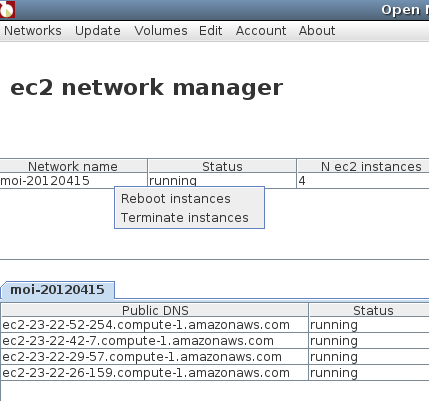 Open
Networks Update Volumes Edit Account About
ec2 network manager
Network name Status N ec2 instances
moi-20120415 running 4
Reboot instances
Terminate instances
moi-20120415
Public DNS Status
ec2-23-22-52-254.compute-1.amazonaws.com running
ec2-23-22-42-7.compute-1.amazonaws.com running
ec2-23-22-29-57.compute-1.amazonaws.com running
ec2-23-22-26-159.compute-1.amazonaws.com running